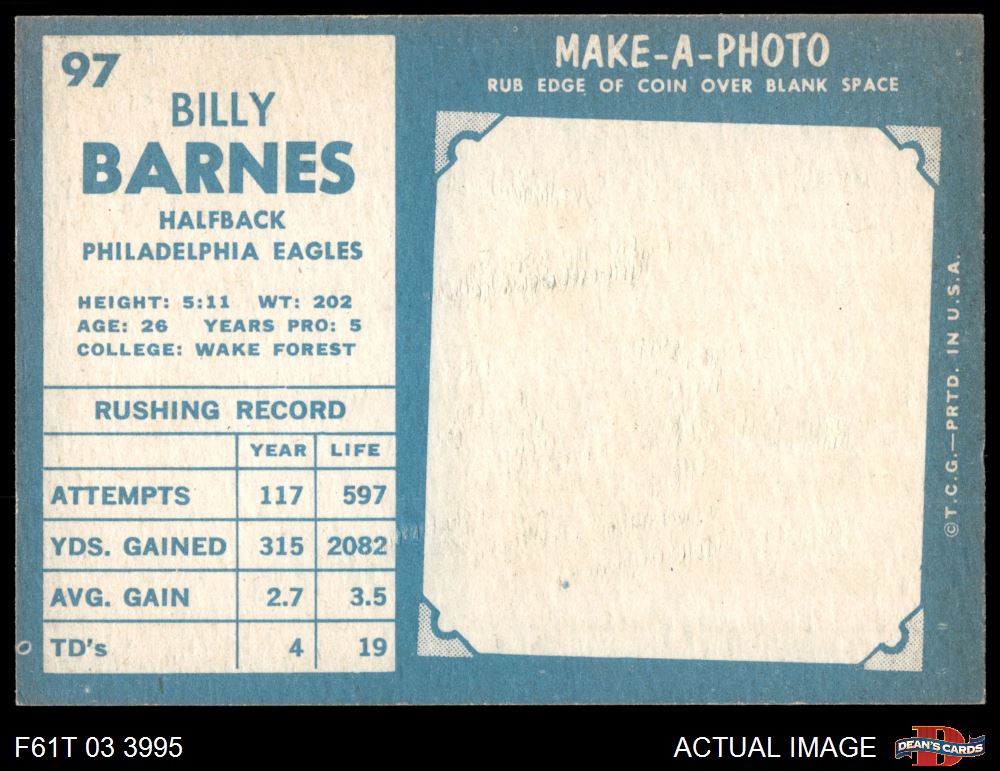 97
BILLY
BARNES
HALFBACK
PHILADELPHIA EAGLES
HEIGHT: 5:11 WT: 202
AGE: 26 YEARS PRO: 5
COLLEGE: WAKE FOREST
RUSHING RECORD
YEAR LIFE
ATTEMPTS 117 597
YDS. GAINED 315 2082
AVG. GAIN 2.7 3.5
TD's 4 19
MAKE-A-PHOTO
RUB EDGE OF COIN OVER BLANK SPACE
©T.C.G.—PRTD. IN U.S.A.
F61T 03 3995
ACTUAL IMAGE
D
DEAN'S CARDS